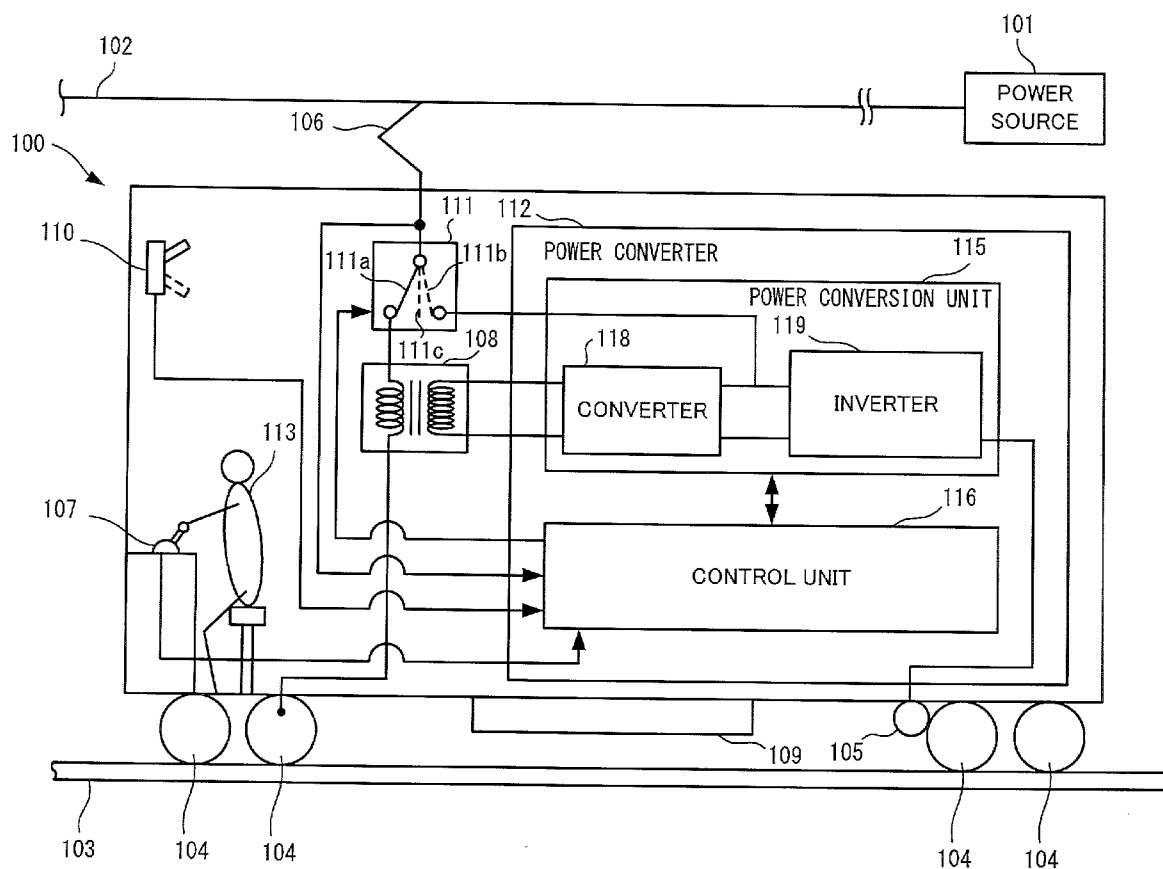 102
101
POWER
SOURCE
106
100
111
112
110
POWER CONVERTER
111a
111b
115
POWER CONVERSION UNIT
111c
108
118
119
CONVERTER
INVERTER
113
107
116
CONTROL UNIT
109
105
103
104
104
104
104